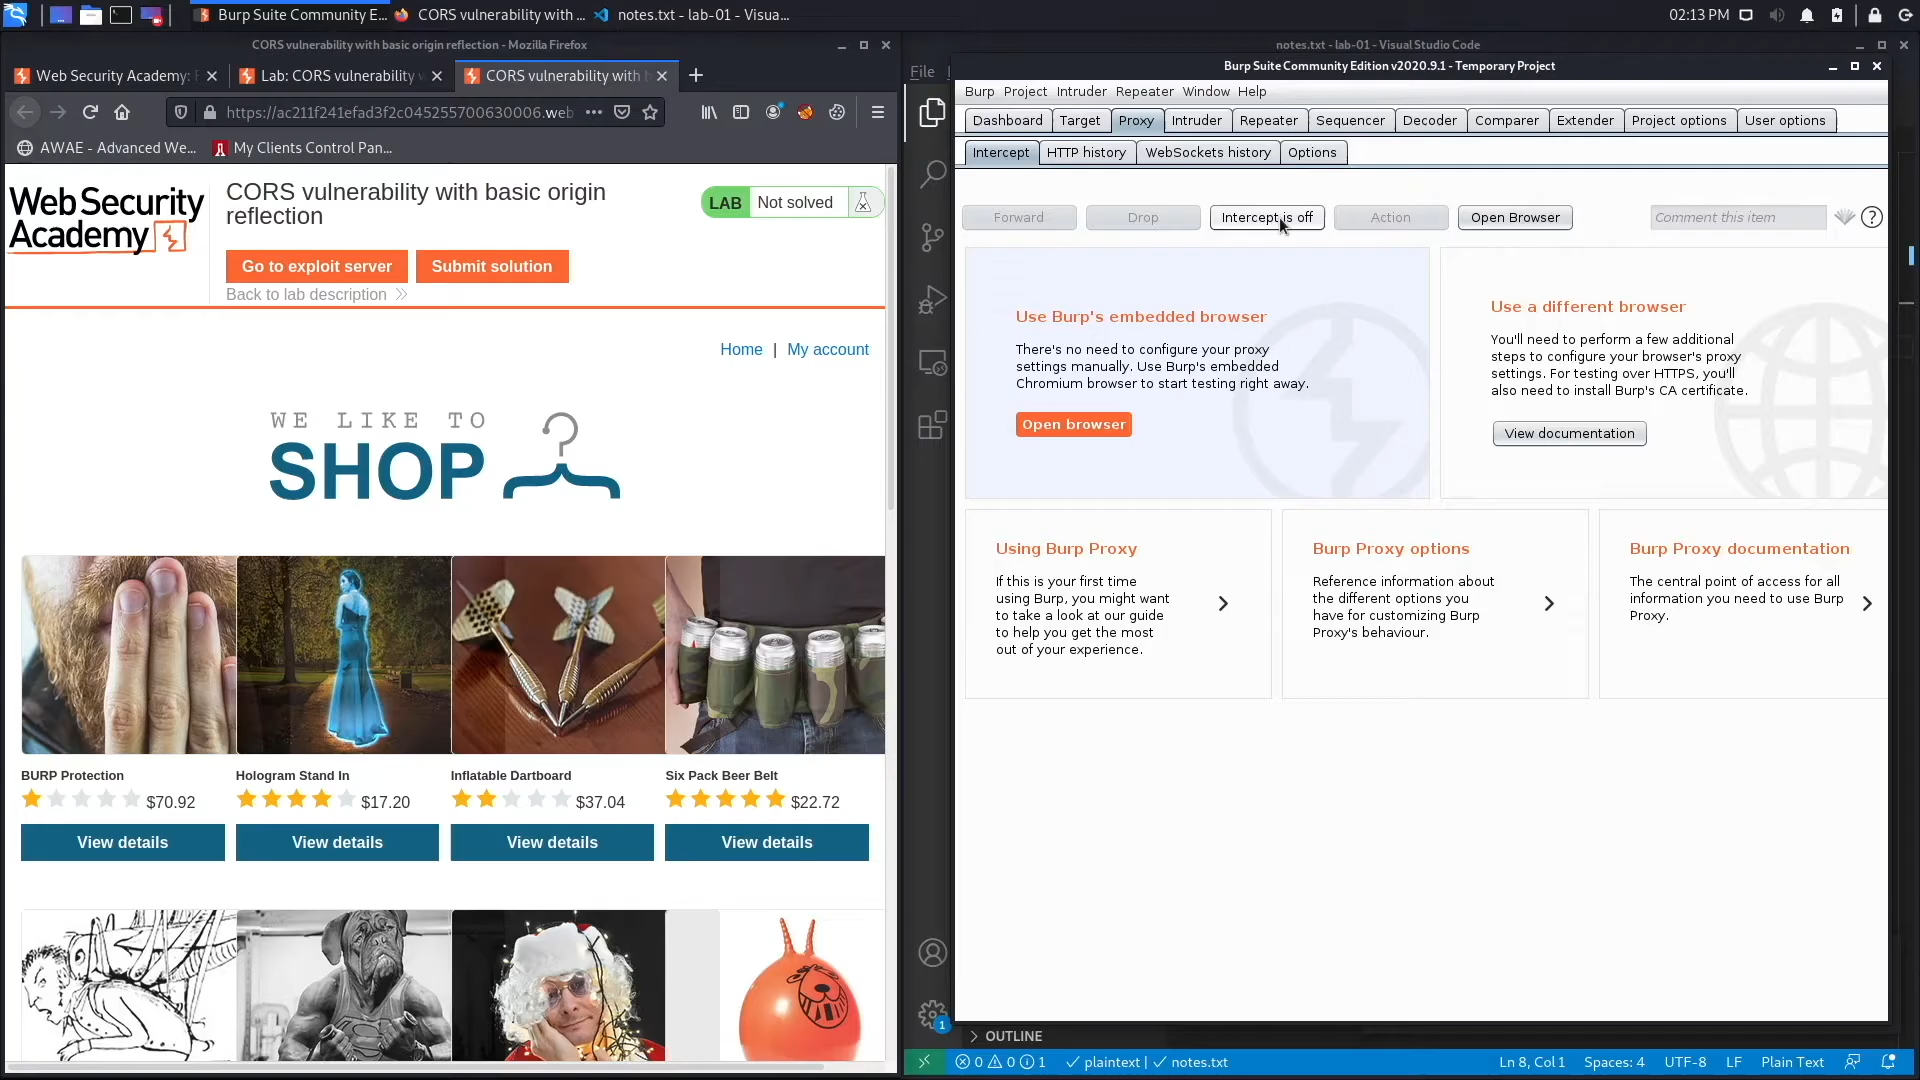 Burp Suite Community E...
CORS vulnerability with ...
notes.txt - lab-01 - Visua...
02:13 PM
CORS vulnerability with basic origin reflection - Mozilla Firefox
Web Security Academy:
Lab: CORS vulnerability w
CORS vulnerability with b
https://ac211f241efad3f2c045255700630006.web
AWAE - Advanced We...
My Clients Control Pan...
Web Security
Academy
CORS vulnerability with basic origin
reflection
LAB Not solved
Go to exploit server
Submit solution
Back to lab description
Home | My account
WE LIKE TO
SHOP
BURP Protection
$70.92
View details
Hologram Stand In
$17.20
View details
Inflatable Dartboard
$37.04
View details
Six Pack Beer Belt
$22.72
View details
notes.txt - lab-01 - Visual Studio Code
File
Burp Suite Community Edition v2020.9.1 - Temporary Project
Burp Project Intruder Repeater Window Help
Dashboard Target Proxy Intruder Repeater Sequencer Decoder Comparer Extender Project options User options
Intercept HTTP history WebSockets history Options
Forward Drop Intercept is off Action Open Browser Comment this item ?
Use Burp's embedded browser
There's no need to configure your proxy
settings manually. Use Burp's embedded
Chromium browser to start testing right away.
Open browser
Use a different browser
You'll need to perform a few additional
steps to configure your browser's proxy
settings. For testing over HTTPS, you'll
also need to install Burp's CA certificate.
View documentation
Using Burp Proxy
If this is your first time
using Burp, you might want
to take a look at our guide
to help you get the most
out of your experience.
Burp Proxy options
Reference information about
the different options you
have for customizing Burp
Proxy's behaviour.
Burp Proxy documentation
The central point of access for all
information you need to use Burp
Proxy.
1
OUTLINE
0 0 1 plaintext | notes.txt
Ln 8, Col 1 Spaces: 4 UTF-8 LF Plain Text